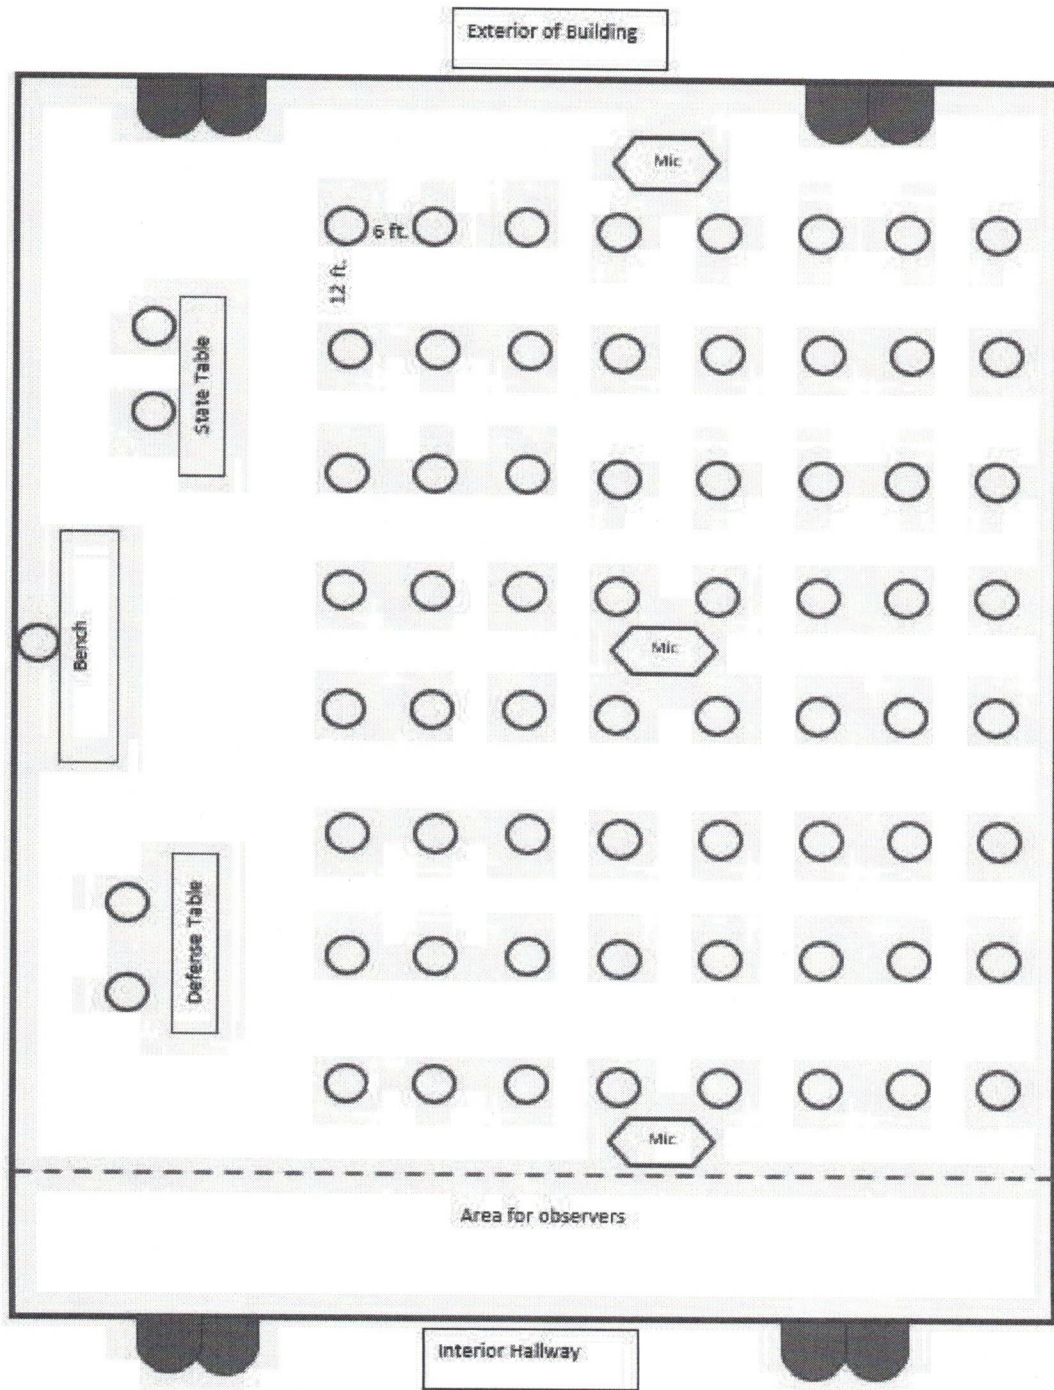 Exterior of Building
Mic
6 ft.
12 ft.
State Table
Bench
Mic
Defense Table
Mic
Area for observers
Interior Hallway